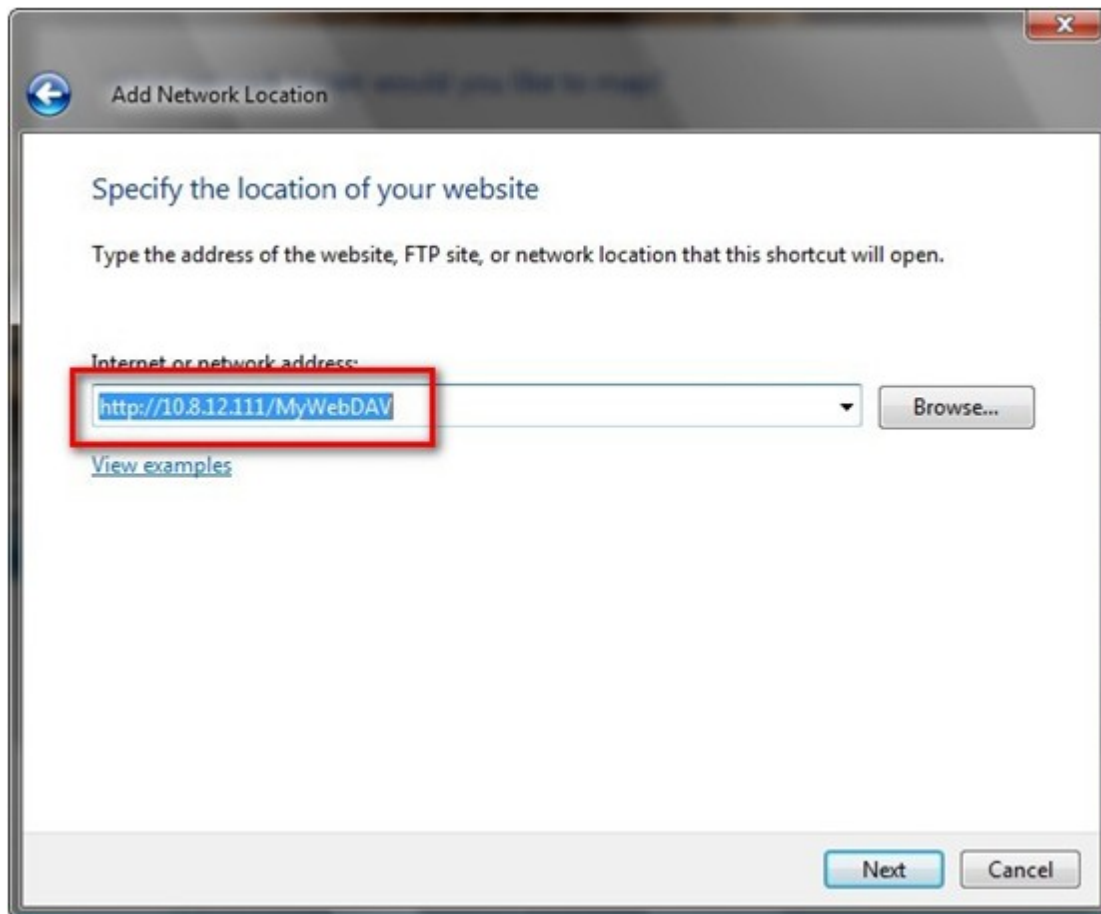 Add Network Location
Specify the location of your website
Type the address of the website, FTP site, or network location that this shortcut will open.
Internet or network address:
http://10.8.12.111/MyWebDAV
Browse...
View examples
Next
Cancel